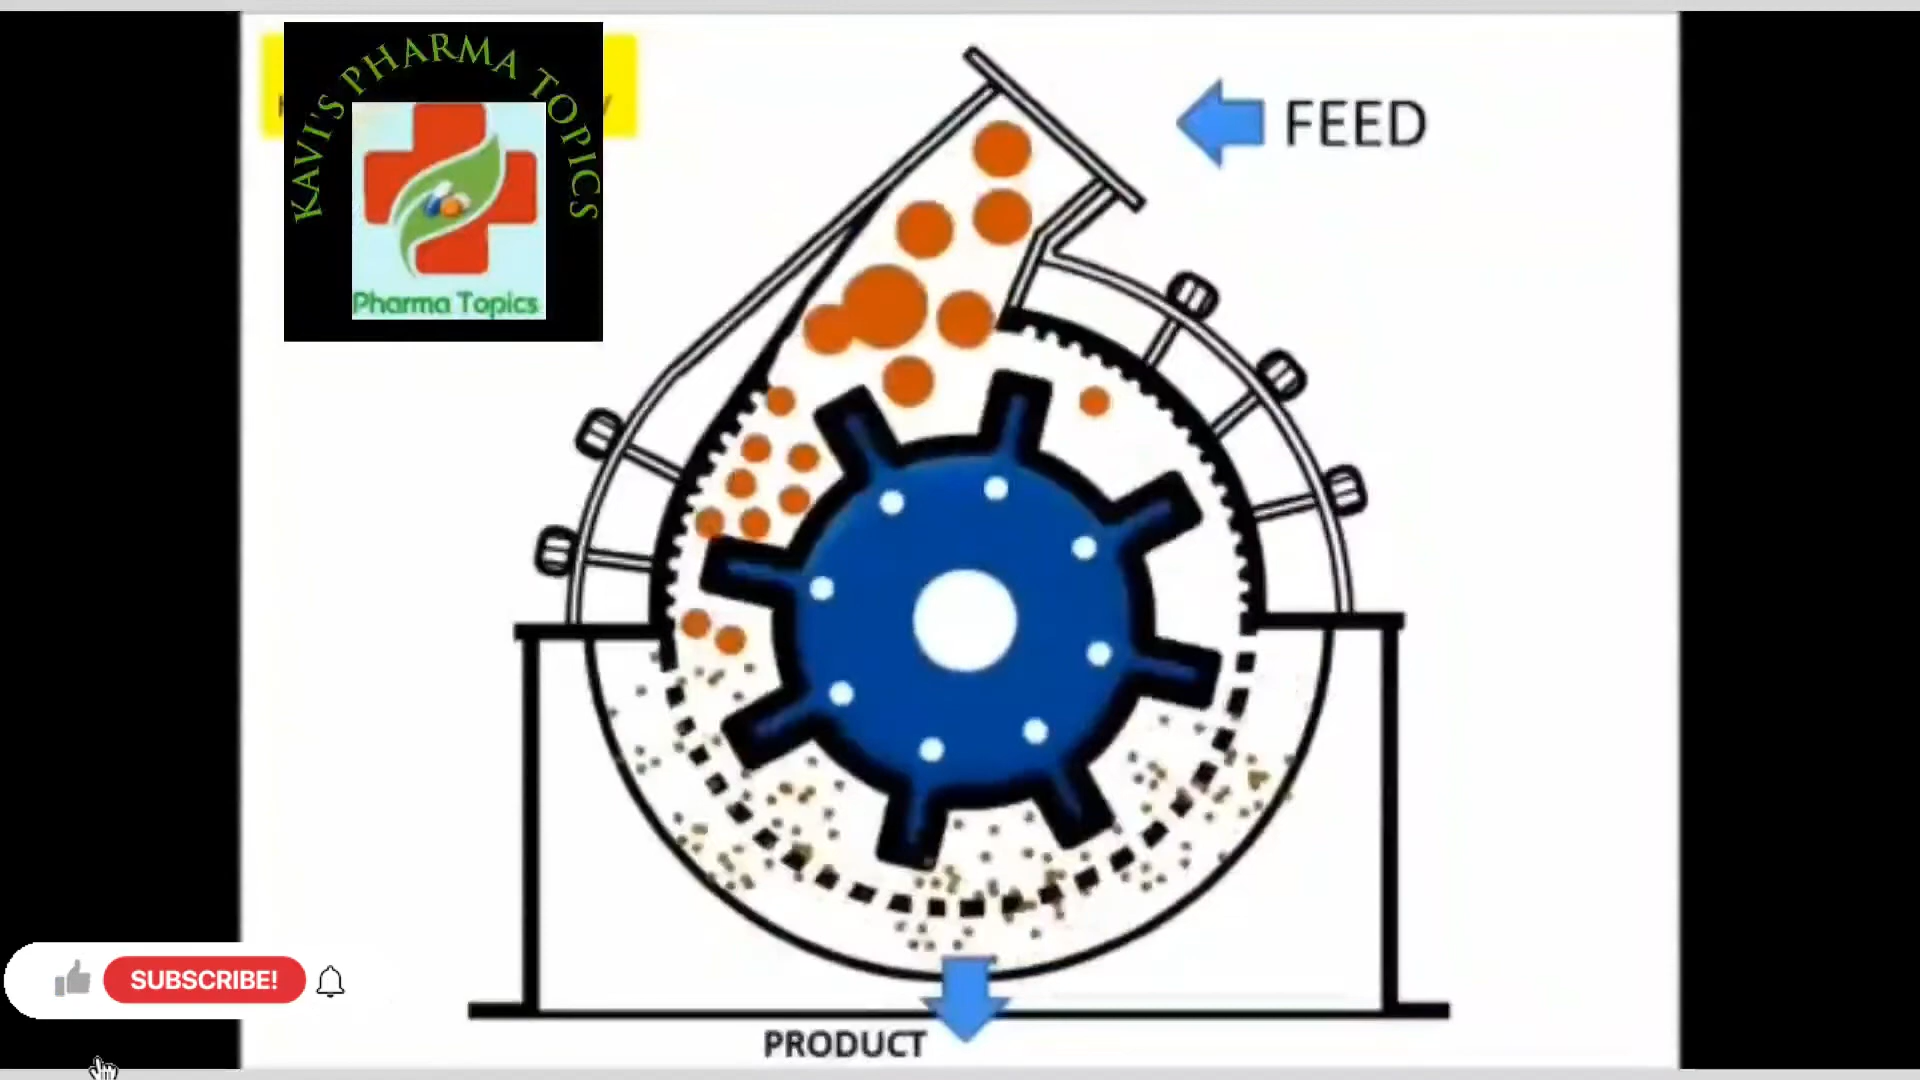 KAVI'S PHARMA TOPICS
Pharma Topics
FEED
SUBSCRIBE!
PRODUCT